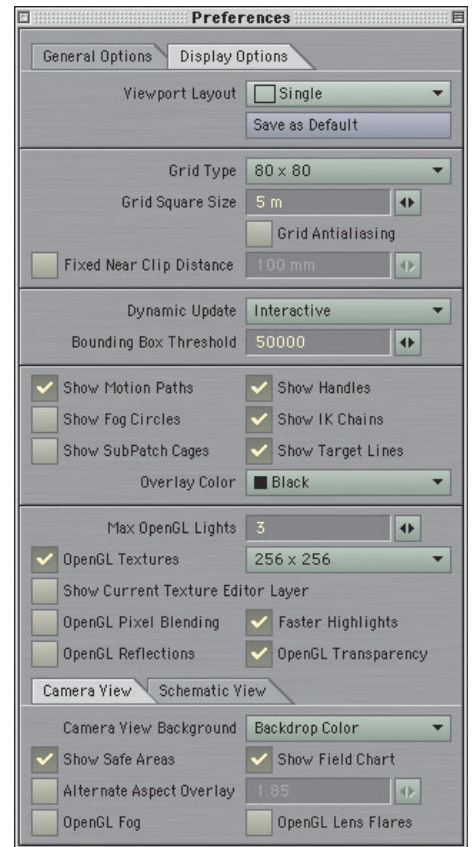 Preferences
General Options Display Options
Viewport Layout Single
Save as Default
Grid Type 80 x 80
Grid Square Size 5 m
Grid Antialiasing
Fixed Near Clip Distance 100 mm
Dynamic Update Interactive
Bounding Box Threshold 50000
Show Motion Paths Show Handles
Show Fog Circles Show IK Chains
Show SubPatch Cages Show Target Lines
Overlay Color Black
Max OpenGL Lights 3
OpenGL Textures 256 x 256
Show Current Texture Editor Layer
OpenGL Pixel Blending Faster Highlights
OpenGL Reflections OpenGL Transparency
Camera View Schematic View
Camera View Background Backdrop Color
Show Safe Areas Show Field Chart
Alternate Aspect Overlay 1.85
OpenGL Fog OpenGL Lens Flares